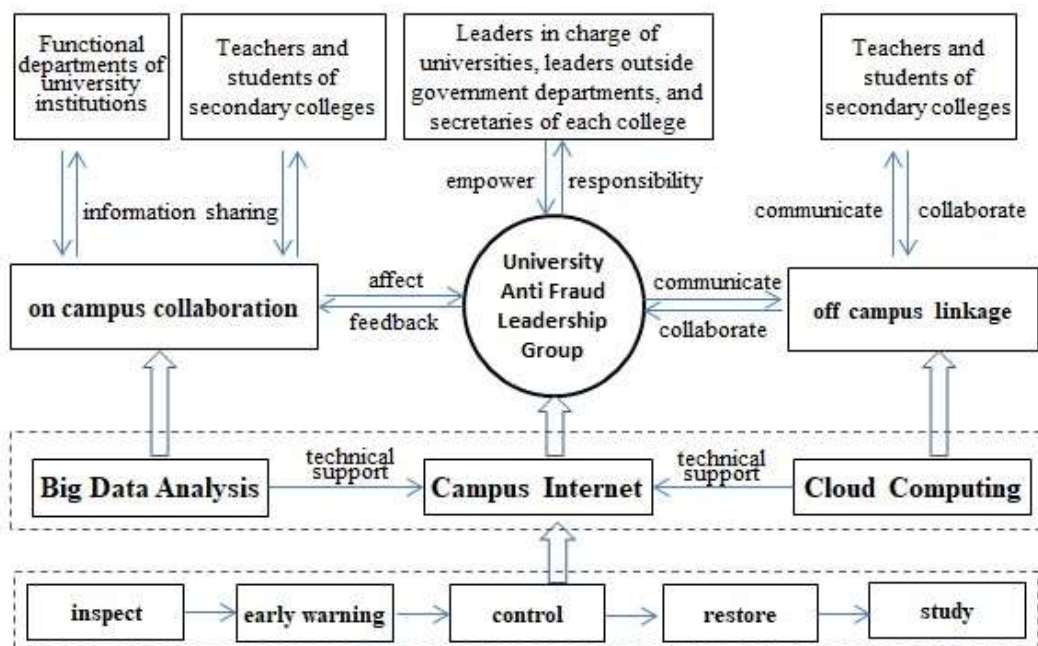 Functional
departments of
university
institutions
Teachers and
students of
secondary colleges
Leaders in charge of
universities, leaders outside
government departments, and
secretaries of each college
Teachers and
students of
secondary colleges
information sharing
empower
responsibility
communicate
collaborate
on campus collaboration
affect
feedback
University
Anti Fraud
Leadership
Group
communicate
collaborate
off campus linkage
Big Data Analysis
technical
support
Campus Internet
technical
support
Cloud Computing
inspect
early warning
control
restore
study